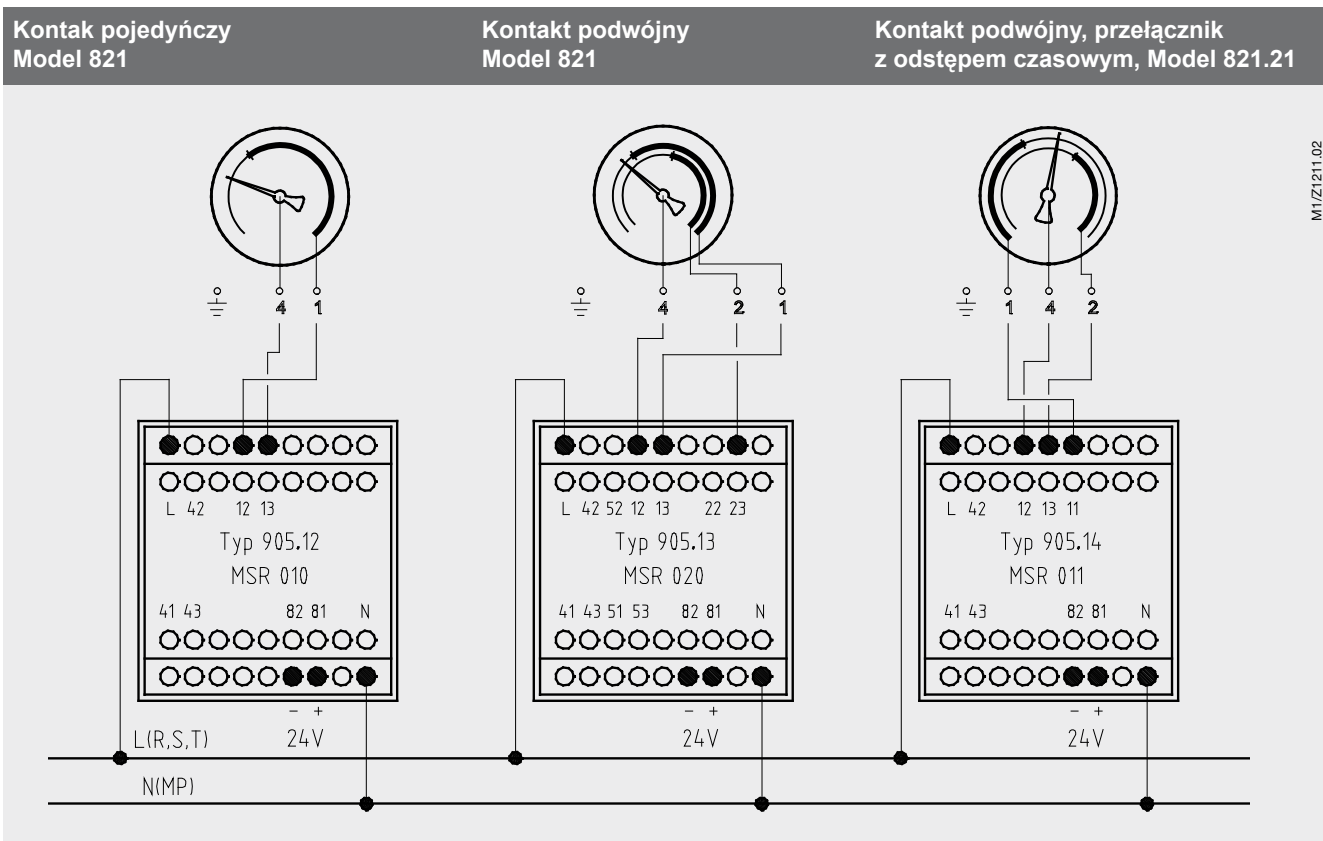 Kontak pojedyńczy
Model 821
Kontakt podwójny
Model 821
Kontakt podwójny, przełącznik
z odstępem czasowym, Model 821.21
M1/Z1211.02
4 1
4 2 1
1 4 2
L 42 12 13
Typ 905.12
MSR 010
41 43 82 81 N
- +
24V
L 42 52 12 13 22 23
Typ 905.13
MSR 020
41 43 51 53 82 81 N
- +
24V
L 42 12 13 11
Typ 905.14
MSR 011
41 43 82 81 N
- +
24V
L(R,S,T)
N(MP)